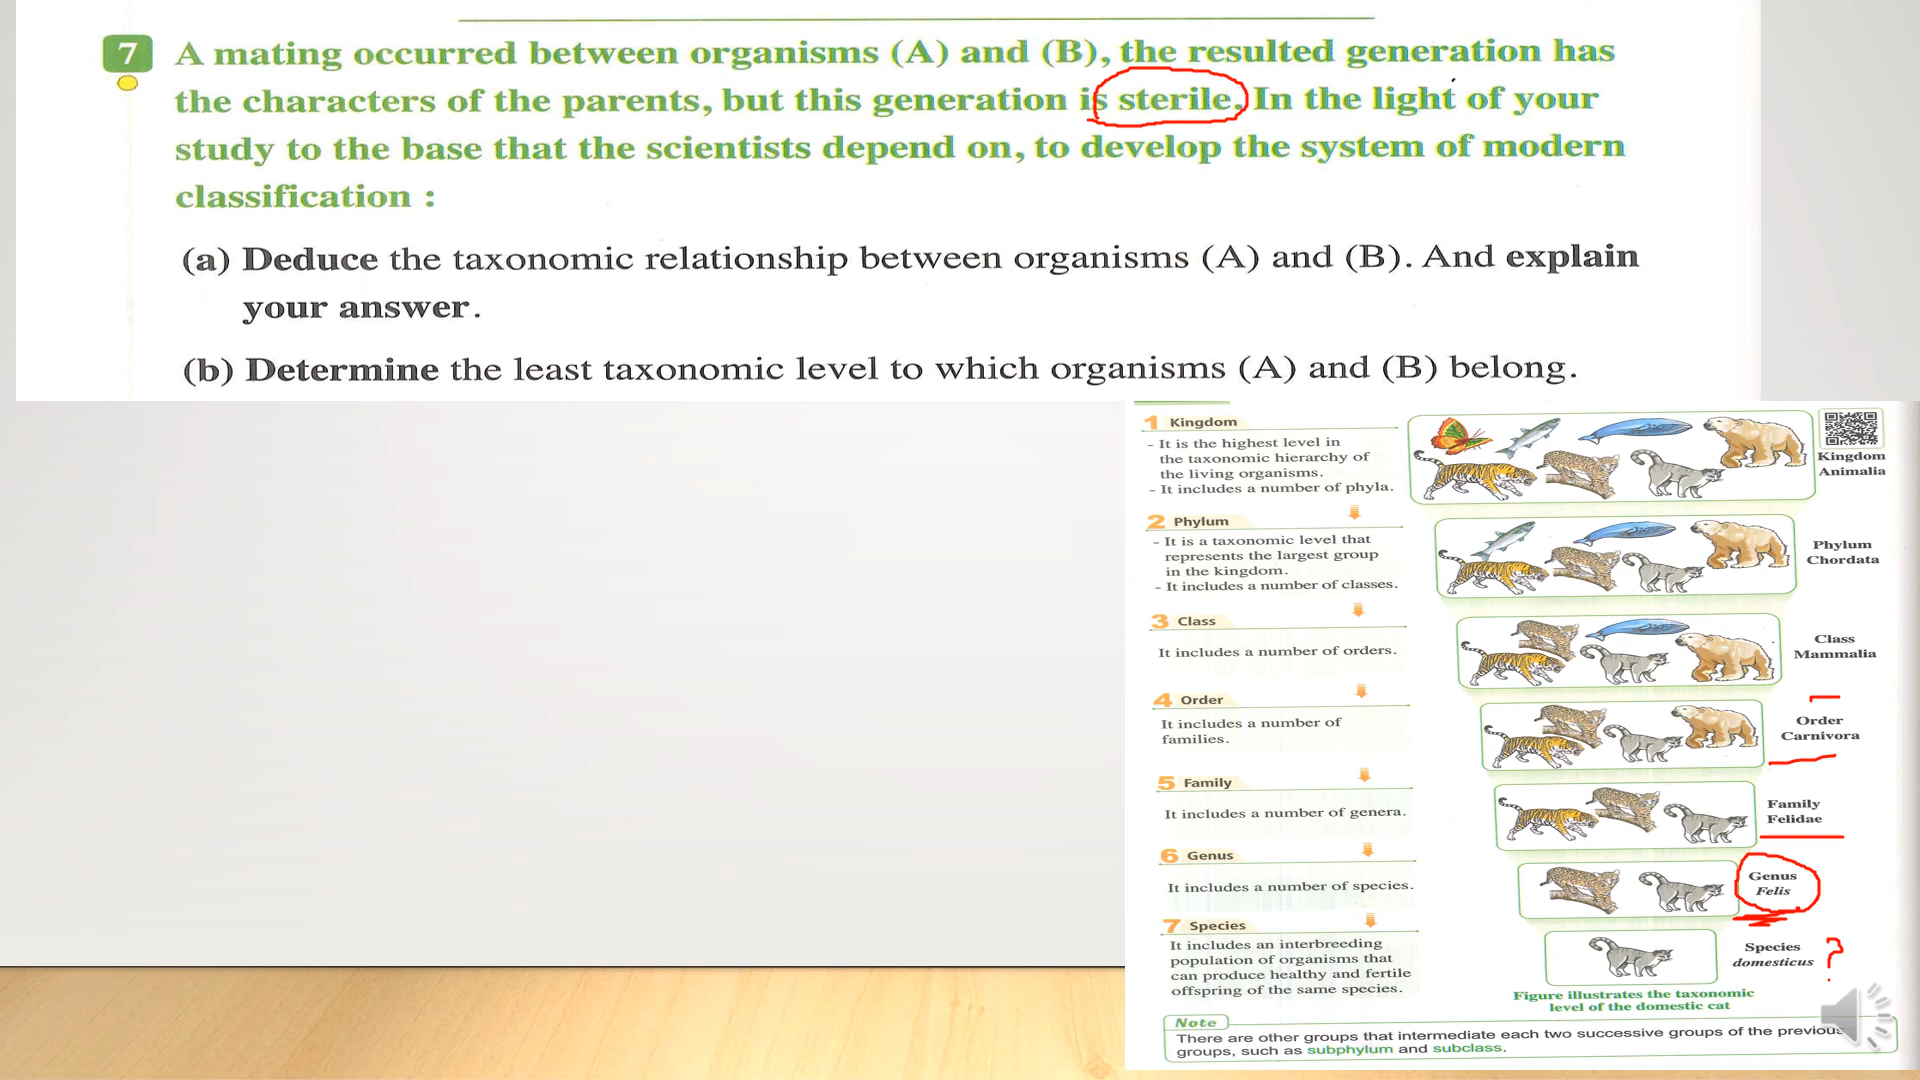 7 A mating occurred between organisms (A) and (B), the resulted generation has
the characters of the parents, but this generation is sterile. In the light of your
study to the base that the scientists depend on, to develop the system of modern
classification :
(a) Deduce the taxonomic relationship between organisms (A) and (B). And explain
your answer.
(b) Determine the least taxonomic level to which organisms (A) and (B) belong.
1 Kingdom
- It is the highest level in
the taxonomic hierarchy of
the living organisms.
- It includes a number of phyla.
Kingdom
Animalia
2 Phylum
- It is a taxonomic level that
represents the largest group
in the kingdom.
- It includes a number of classes.
Phylum
Chordata
3 Class
It includes a number of orders.
Class
Mammalia
4 Order
It includes a number of
families.
Order
Carnivora
5 Family
It includes a number of genera.
Family
Felidae
6 Genus
It includes a number of species.
Genus
Felis
7 Species
It includes an interbreeding
population of organisms that
can produce healthy and fertile
offspring of the same species.
Species
domesticus ?
Figure illustrates the taxonomic
level of the domestic cat
Note
There are other groups that intermediate each two successive groups of the previous
groups, such as subphylum and subclass.